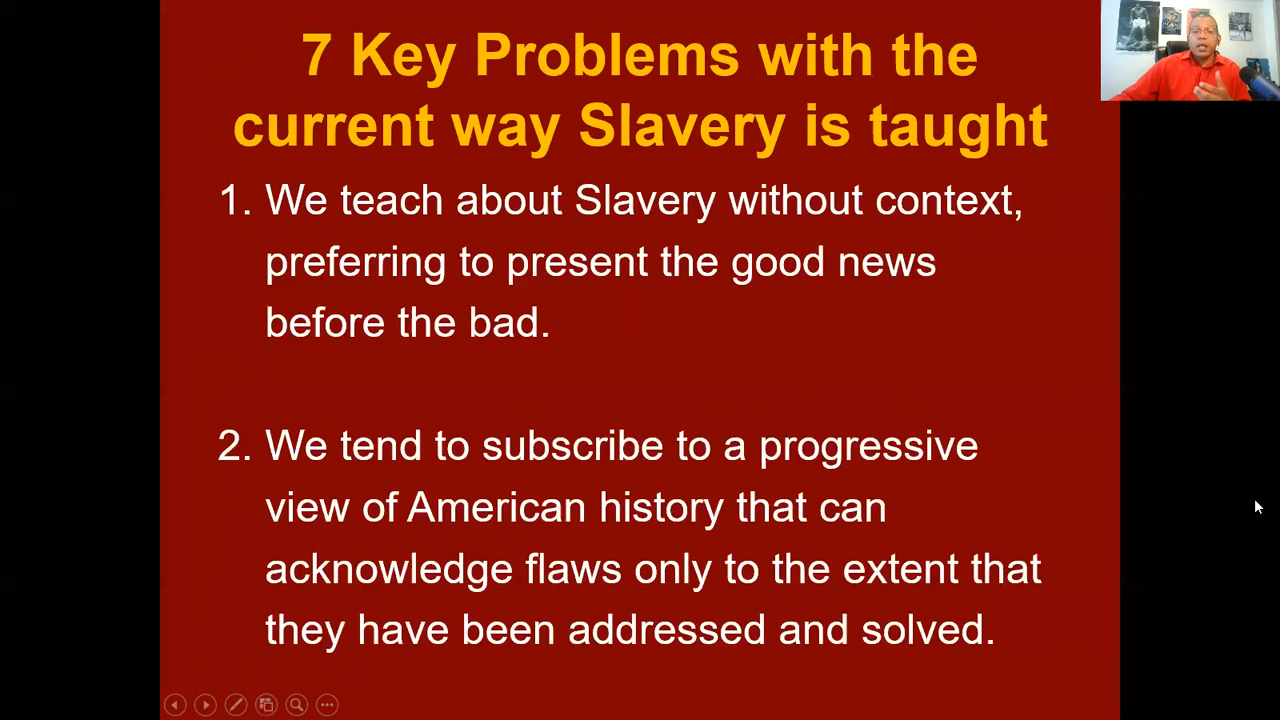 7 Key Problems with the
current way Slavery is taught
1. We teach about Slavery without context,
preferring to present the good news
before the bad.
2. We tend to subscribe to a progressive
view of American history that can
acknowledge flaws only to the extent that
they have been addressed and solved.